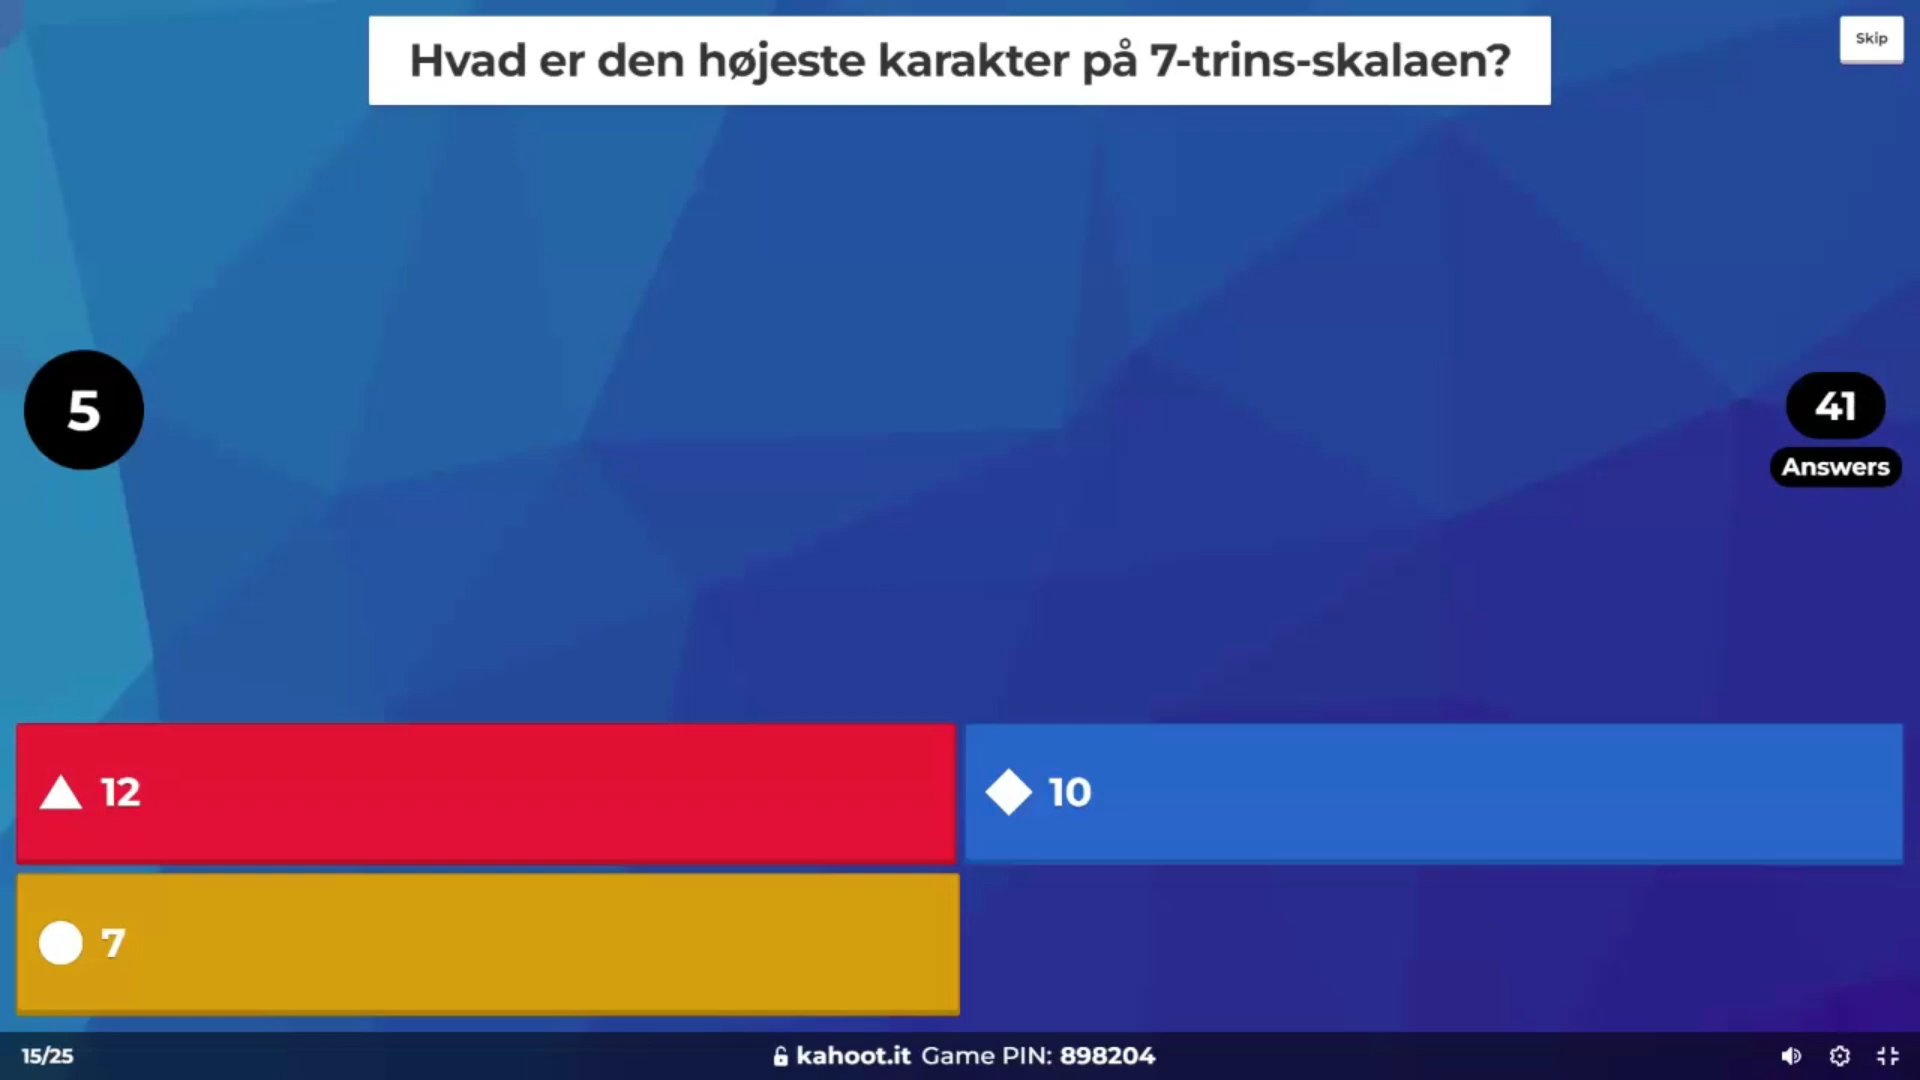 Hvad er den højeste karakter på 7-trins-skalaen?
Skip
5
41
Answers
12
10
7
15/25
kahoot.it Game PIN: 898204